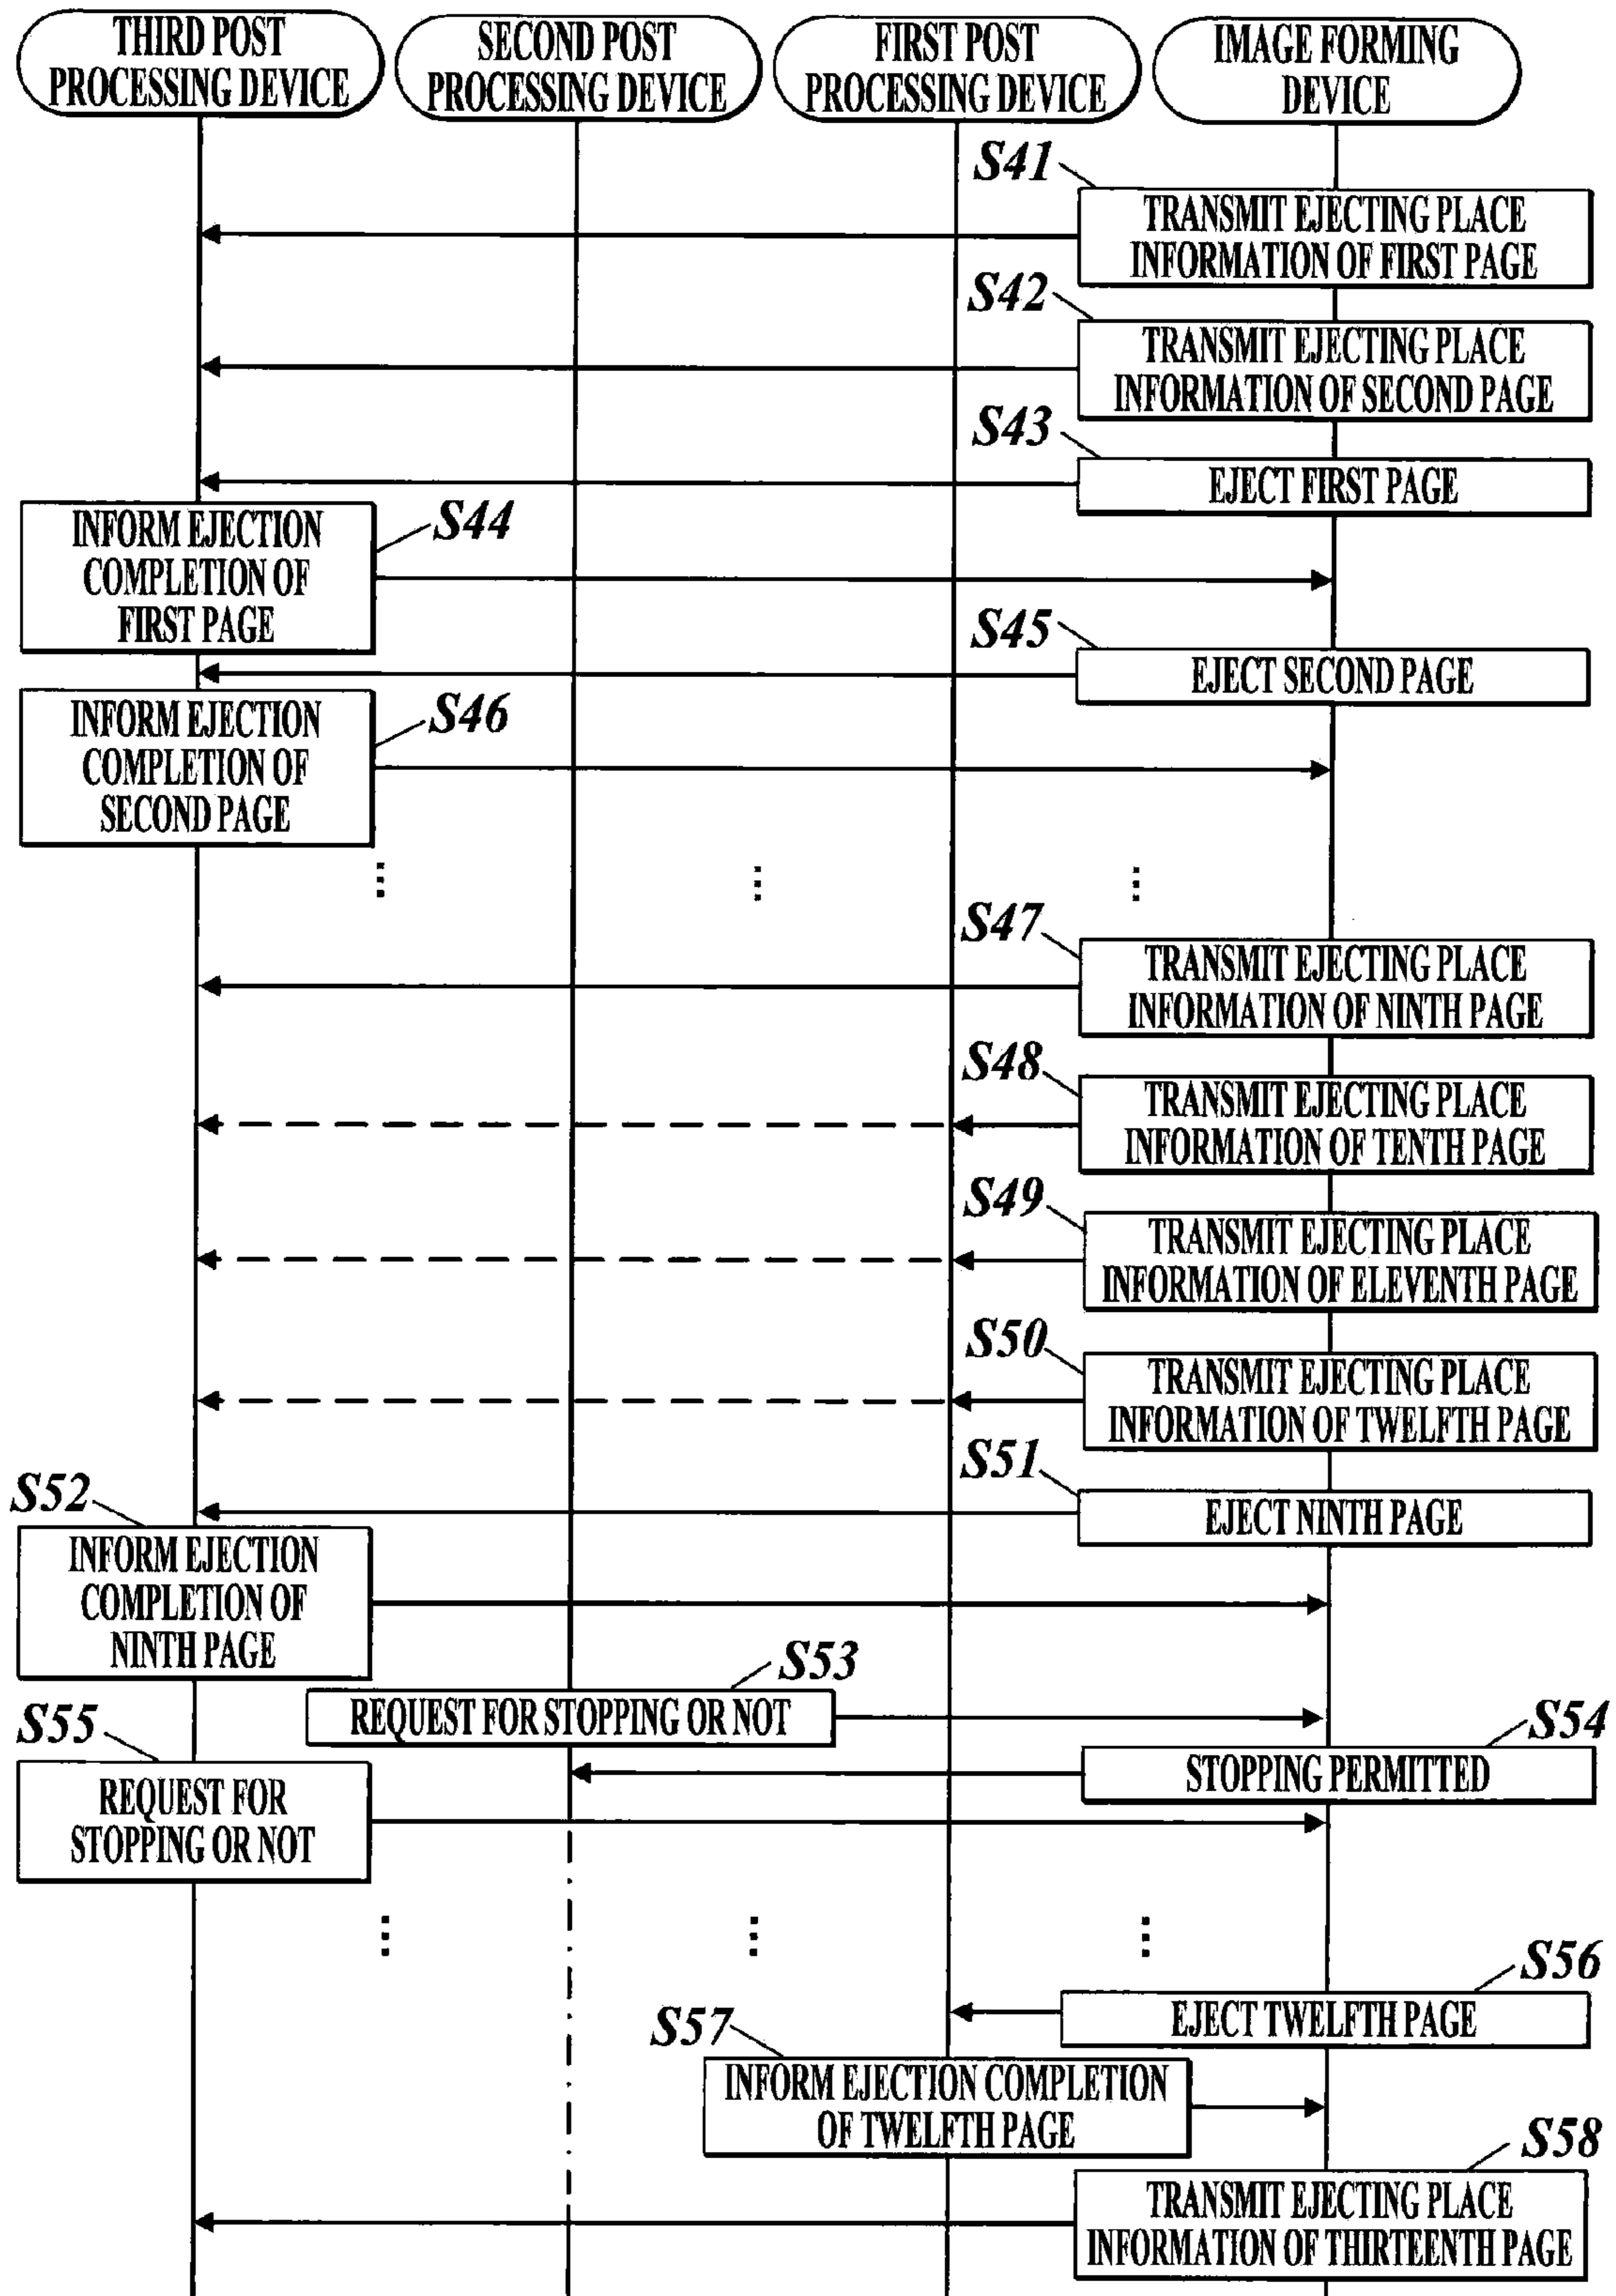 THIRD POST
PROCESSING DEVICE
SECOND POST
PROCESSING DEVICE
FIRST POST
PROCESSING DEVICE
IMAGE FORMING
DEVICE
S41
TRANSMIT EJECTING PLACE
INFORMATION OF FIRST PAGE
S42
TRANSMIT EJECTING PLACE
INFORMATION OF SECOND PAGE
S43
EJECT FIRST PAGE
S44
INFORM EJECTION
COMPLETION OF
FIRST PAGE
S45
EJECT SECOND PAGE
S46
INFORM EJECTION
COMPLETION OF
SECOND PAGE
S47
TRANSMIT EJECTING PLACE
INFORMATION OF NINTH PAGE
S48
TRANSMIT EJECTING PLACE
INFORMATION OF TENTH PAGE
S49
TRANSMIT EJECTING PLACE
INFORMATION OF ELEVENTH PAGE
S50
TRANSMIT EJECTING PLACE
INFORMATION OF TWELFTH PAGE
S51
EJECT NINTH PAGE
S52
INFORM EJECTION
COMPLETION OF
NINTH PAGE
S53
REQUEST FOR STOPPING OR NOT
S54
STOPPING PERMITTED
S55
REQUEST FOR
STOPPING OR NOT
S56
EJECT TWELFTH PAGE
S57
INFORM EJECTION COMPLETION
OF TWELFTH PAGE
S58
TRANSMIT EJECTING PLACE
INFORMATION OF THIRTEENTH PAGE